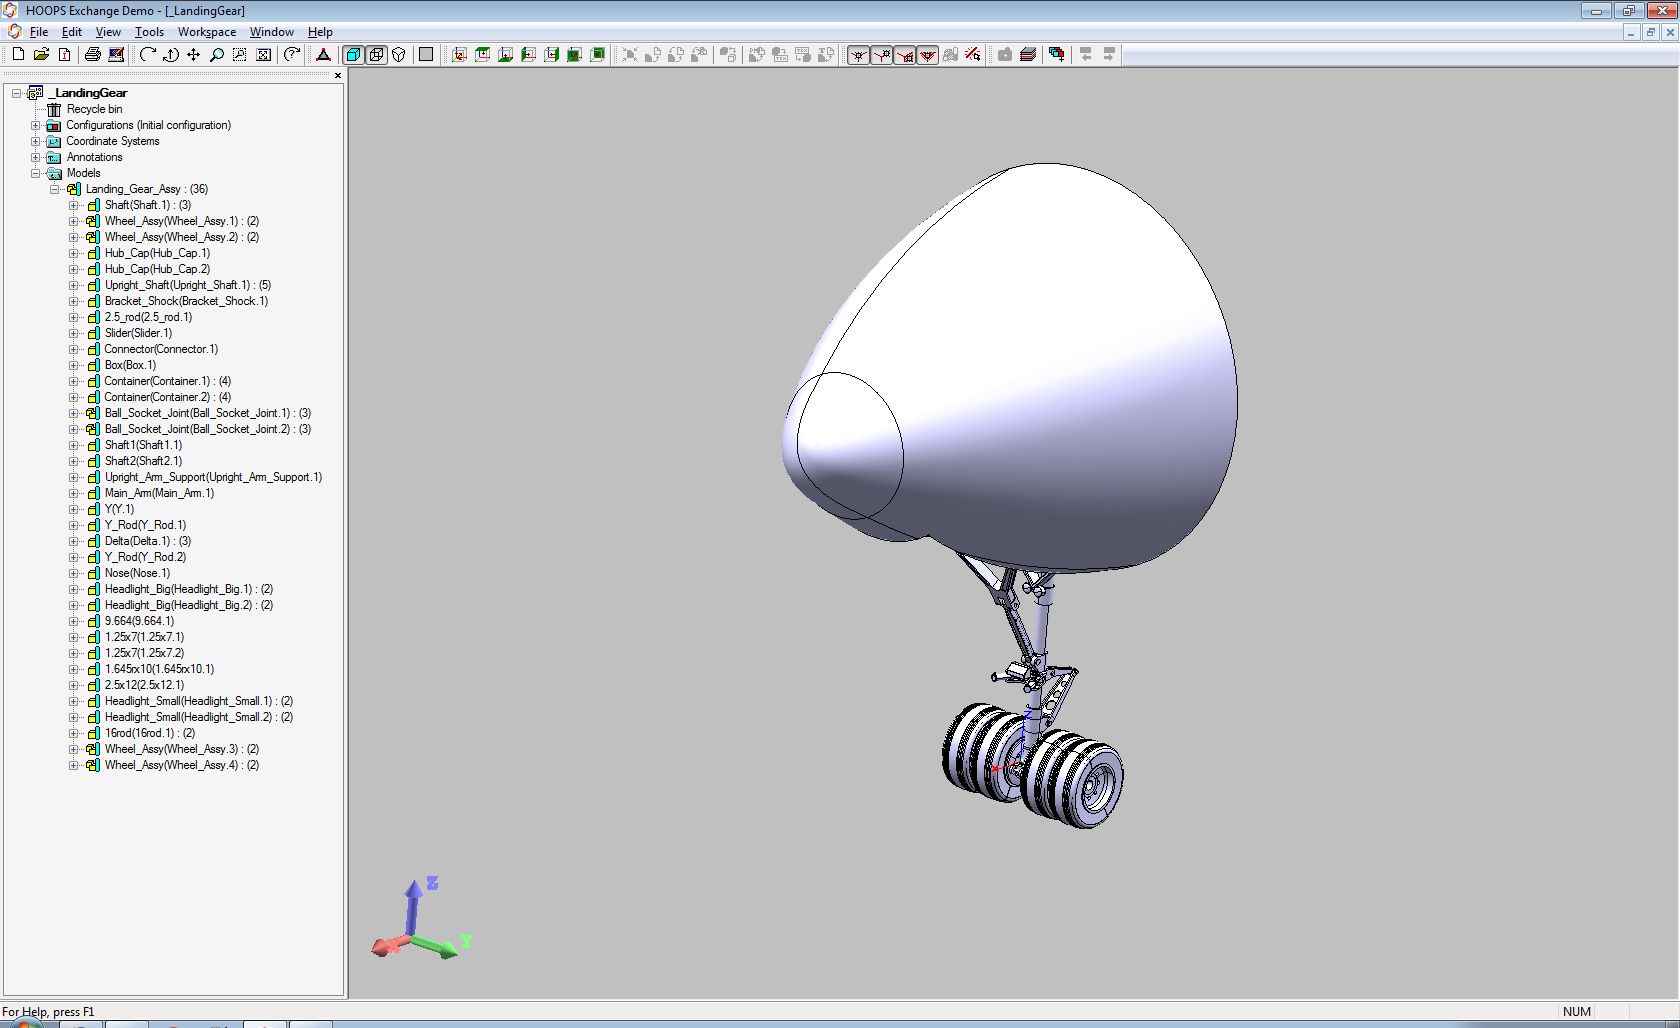 HOOPS Exchange Demo - [_LandingGear]
File Edit View Tools Workspace Window Help
_LandingGear
Recycle bin
Configurations (Initial configuration)
Coordinate Systems
Annotations
Models
Landing_Gear_Assy : (36)
Shaft(Shaft.1) : (3)
Wheel_Assy(Wheel_Assy.1) : (2)
Wheel_Assy(Wheel_Assy.2) : (2)
Hub_Cap(Hub_Cap.1)
Hub_Cap(Hub_Cap.2)
Upright_Shaft(Upright_Shaft.1) : (5)
Bracket_Shock(Bracket_Shock.1)
2.5_rod(2.5_rod.1)
Slider(Slider.1)
Connector(Connector.1)
Box(Box.1)
Container(Container.1) : (4)
Container(Container.2) : (4)
Ball_Socket_Joint(Ball_Socket_Joint.1) : (3)
Ball_Socket_Joint(Ball_Socket_Joint.2) : (3)
Shaft1(Shaft1.1)
Shaft2(Shaft2.1)
Upright_Arm_Support(Upright_Arm_Support.1)
Main_Arm(Main_Arm.1)
Y(Y.1)
Y_Rod(Y_Rod.1)
Delta(Delta.1) : (3)
Y_Rod(Y_Rod.2)
Nose(Nose.1)
Headlight_Big(Headlight_Big.1) : (2)
Headlight_Big(Headlight_Big.2) : (2)
9.664(9.664.1)
1.25x7(1.25x7.1)
1.25x7(1.25x7.2)
1.645rx10(1.645rx10.1)
2.5x12(2.5x12.1)
Headlight_Small(Headlight_Small.1) : (2)
Headlight_Small(Headlight_Small.2) : (2)
16rod(16rod.1) : (2)
Wheel_Assy(Wheel_Assy.3) : (2)
Wheel_Assy(Wheel_Assy.4) : (2)
Z
Z
X
Y
For Help, press F1
NUM